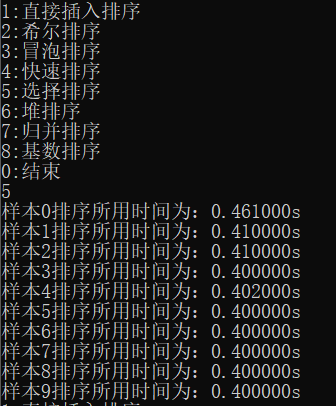 1:直接插入排序
2:希尔排序
3:冒泡排序
4:快速排序
5:选择排序
6:堆排序
7:归并排序
8:基数排序
0:结束
5
样本0排序所用时间为：0.461000s
样本1排序所用时间为：0.410000s
样本2排序所用时间为：0.410000s
样本3排序所用时间为：0.400000s
样本4排序所用时间为：0.402000s
样本5排序所用时间为：0.400000s
样本6排序所用时间为：0.400000s
样本7排序所用时间为：0.400000s
样本8排序所用时间为：0.400000s
样本9排序所用时间为：0.400000s
1:直接插入排序